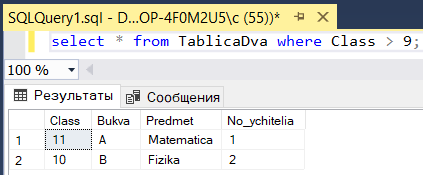 SQLQuery1.sql - D...OP-4F0M2U5\c (55))*
select * from TablicaDva where Class > 9;
100 %
Результаты Сообщения
Class Bukva Predmet No_ychitelia
1 11 A Matematica 1
2 10 B Fizika 2